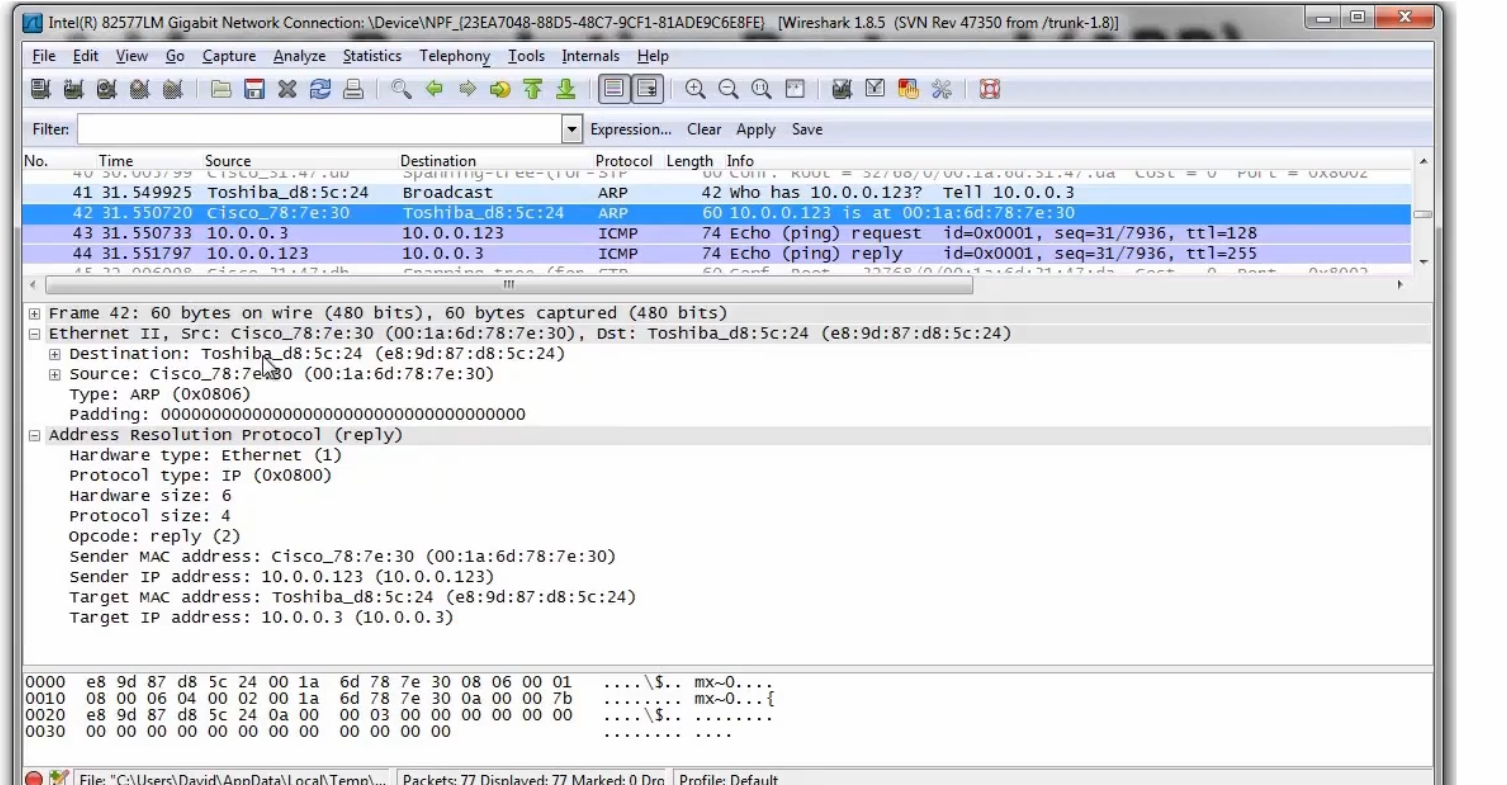 Intel(R) 82577LM Gigabit Network Connection: \Device\NPF_{23EA7048-88D5-48C7-9CF1-81ADE9C6E8FE} [Wireshark 1.8.5 (SVN Rev 47350 from /trunk-1.8)]
File Edit View Go Capture Analyze Statistics Telephony Tools Internals Help
Filter: Expression... Clear Apply Save
No. Time Source Destination Protocol Length Info
41 31.549925 Toshiba_d8:5c:24 Broadcast ARP 42 Who has 10.0.0.123? Tell 10.0.0.3
42 31.550720 Cisco_78:7e:30 Toshiba_d8:5c:24 ARP 60 10.0.0.123 is at 00:1a:6d:78:7e:30
43 31.550733 10.0.0.3 10.0.0.123 ICMP 74 Echo (ping) request id=0x0001, seq=31/7936, ttl=128
44 31.551797 10.0.0.123 10.0.0.3 ICMP 74 Echo (ping) reply id=0x0001, seq=31/7936, ttl=255
Frame 42: 60 bytes on wire (480 bits), 60 bytes captured (480 bits)
Ethernet II, Src: Cisco_78:7e:30 (00:1a:6d:78:7e:30), Dst: Toshiba_d8:5c:24 (e8:9d:87:d8:5c:24)
Destination: Toshiba_d8:5c:24 (e8:9d:87:d8:5c:24)
Source: Cisco_78:7e:30 (00:1a:6d:78:7e:30)
Type: ARP (0x0806)
Padding: 000000000000000000000000000000000000
Address Resolution Protocol (reply)
Hardware type: Ethernet (1)
Protocol type: IP (0x0800)
Hardware size: 6
Protocol size: 4
Opcode: reply (2)
Sender MAC address: Cisco_78:7e:30 (00:1a:6d:78:7e:30)
Sender IP address: 10.0.0.123 (10.0.0.123)
Target MAC address: Toshiba_d8:5c:24 (e8:9d:87:d8:5c:24)
Target IP address: 10.0.0.3 (10.0.0.3)
0000 e8 9d 87 d8 5c 24 00 1a 6d 78 7e 30 08 06 00 01 ....\$.. mx~0....
0010 08 00 06 04 00 02 00 1a 6d 78 7e 30 0a 00 00 7b ........ mx~0...{
0020 e8 9d 87 d8 5c 24 0a 00 00 03 00 00 00 00 00 00 ....\$.. ........
0030 00 00 00 00 00 00 00 00 00 00 00 00 ........ ....
File: "C:\Users\David\AppData\Local\Temp\... Packets: 77 Displayed: 77 Marked: 0 Dro Profile: Default